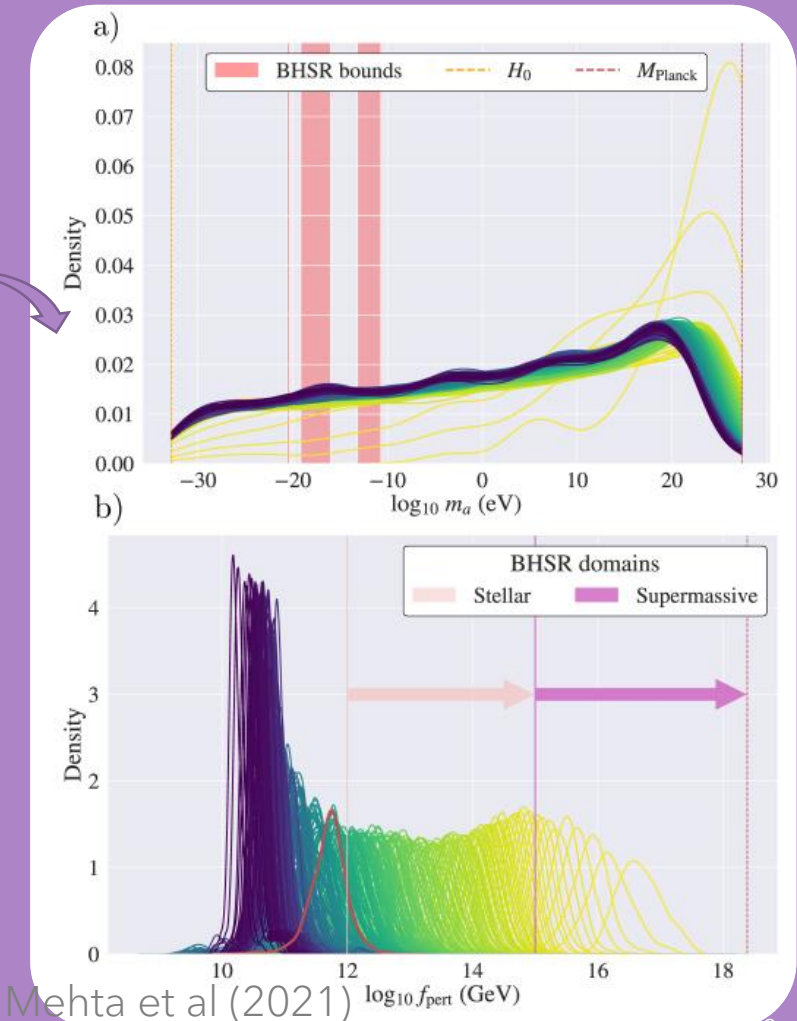 a)
BHSR bounds H₀ M_Planck
0.08
0.07
0.06
0.05
0.04
0.03
0.02
0.01
0.00
Density
−30 −20 −10 0 10 20 30
log₁₀ mₐ (eV)
b)
BHSR domains
Stellar Supermassive
4
3
2
1
0
Density
10 12 14 16 18
log₁₀ f_pert (GeV)
Mehta et al (2021)